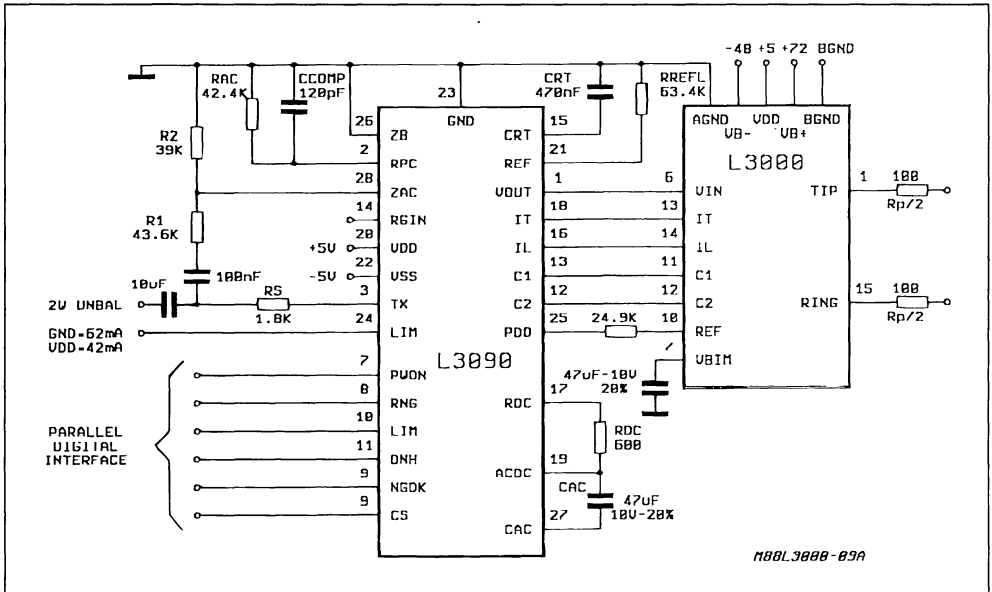 -48 +5 +72 BGND
RAC
42.4K
CCOMP
120pF
CRT
470nF
RREFL
63.4K
R2
39K
R1
43.6K
100nF
10uF
2W UNBAL
RS
1.8K
+5V
-5V
GND=62mA
VDD=42mA
PARALLEL
DIGITAL
INTERFACE
23
GND
26 ZB
2 RPC
28 ZAC
14 RGIN
20 VDD
22 VSS
3 TX
24 LIM
L3090
7 PWDN
8 RNG
10 LIM
11 ONH
9 NGDK
9 CS
CRT 15
REF 21
VOUT 1
IT 18
IL 16
C1 13
C2 12
PDO 25
RDC 17
ACDC 19
CAC 27
24.9K
RDC
600
CAC
47uF
10V-20%
47uF-10V
20%
AGND VDD BGND
VB- VB+
L3000
6 VIN
13 IT
14 IL
11 C1
12 C2
10 REF
VBIM
TIP 1
100
Rp/2
RING 15
100
Rp/2
M88L3000-09A